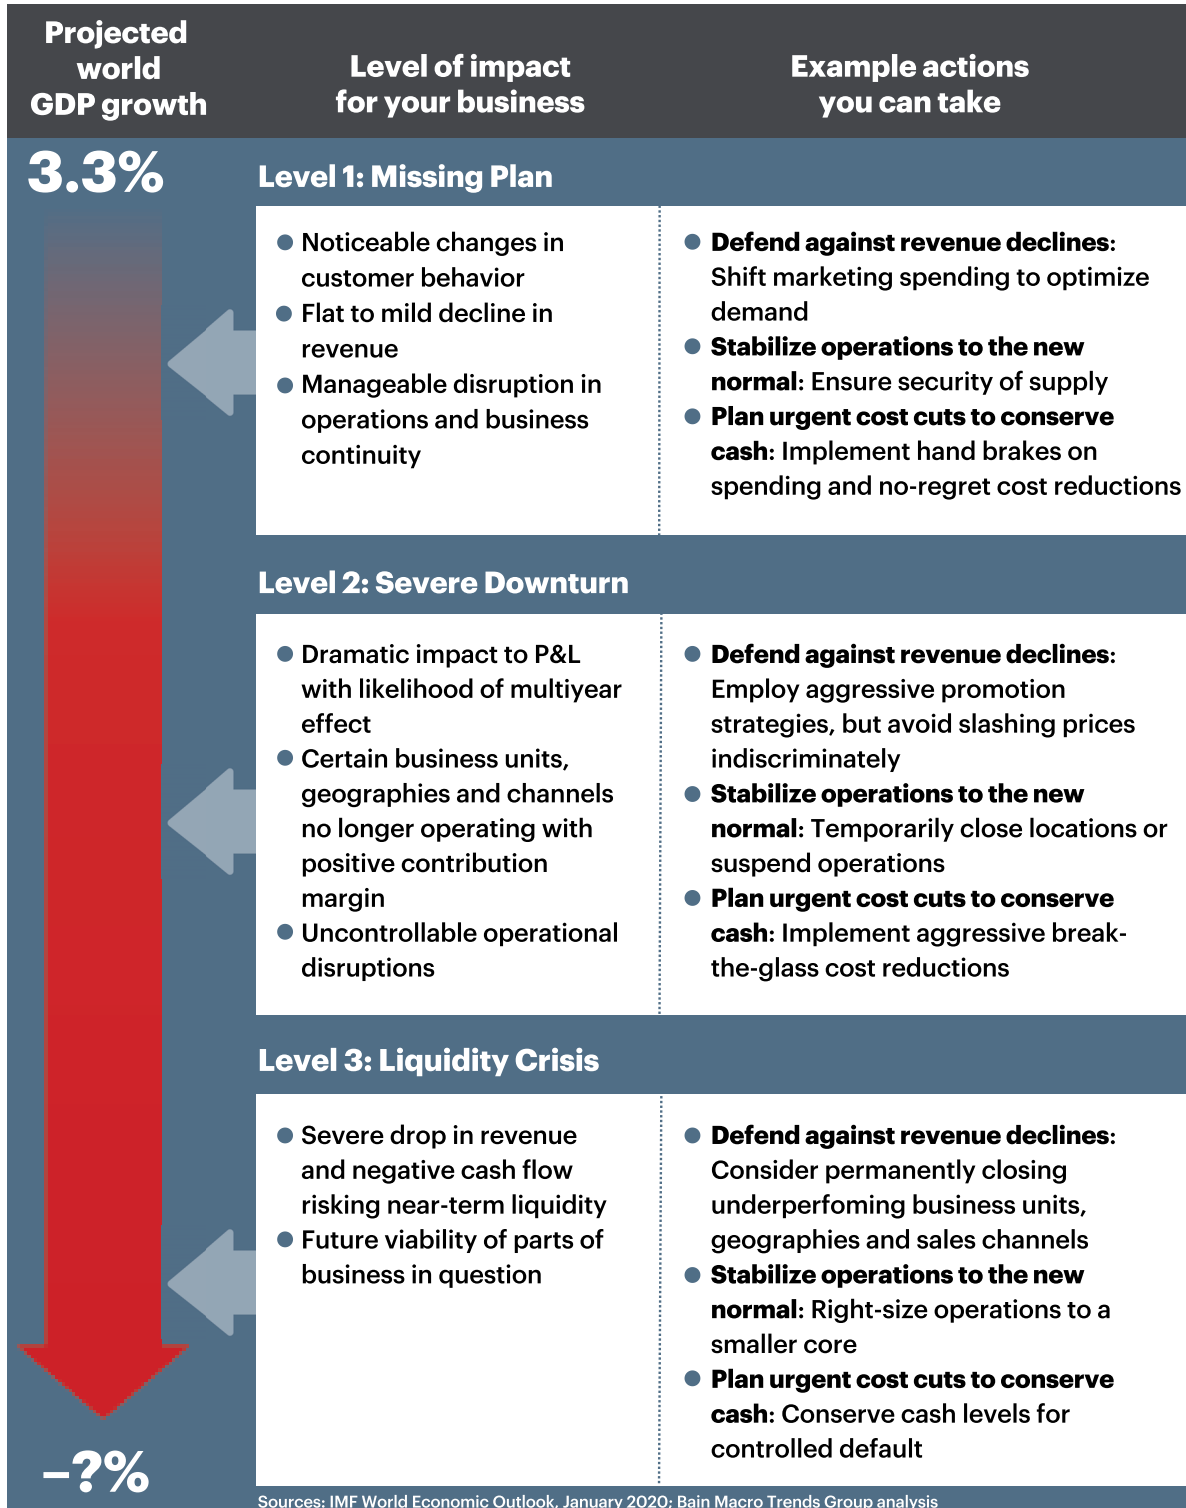 Projected
world
GDP growth
Level of impact
for your business
Example actions
you can take
3.3%
Level 1: Missing Plan
Noticeable changes in
customer behavior
Flat to mild decline in
revenue
Manageable disruption in
operations and business
continuity
Defend against revenue declines:
Shift marketing spending to optimize
demand
Stabilize operations to the new
normal: Ensure security of supply
Plan urgent cost cuts to conserve
cash: Implement hand brakes on
spending and no-regret cost reductions
Level 2: Severe Downturn
Dramatic impact to P&L
with likelihood of multiyear
effect
Certain business units,
geographies and channels
no longer operating with
positive contribution
margin
Uncontrollable operational
disruptions
Defend against revenue declines:
Employ aggressive promotion
strategies, but avoid slashing prices
indiscriminately
Stabilize operations to the new
normal: Temporarily close locations or
suspend operations
Plan urgent cost cuts to conserve
cash: Implement aggressive break-
the-glass cost reductions
Level 3: Liquidity Crisis
Severe drop in revenue
and negative cash flow
risking near-term liquidity
Future viability of parts of
business in question
Defend against revenue declines:
Consider permanently closing
underperfoming business units,
geographies and sales channels
Stabilize operations to the new
normal: Right-size operations to a
smaller core
Plan urgent cost cuts to conserve
cash: Conserve cash levels for
controlled default
–?%
Sources: IMF World Economic Outlook, January 2020; Bain Macro Trends Group analysis